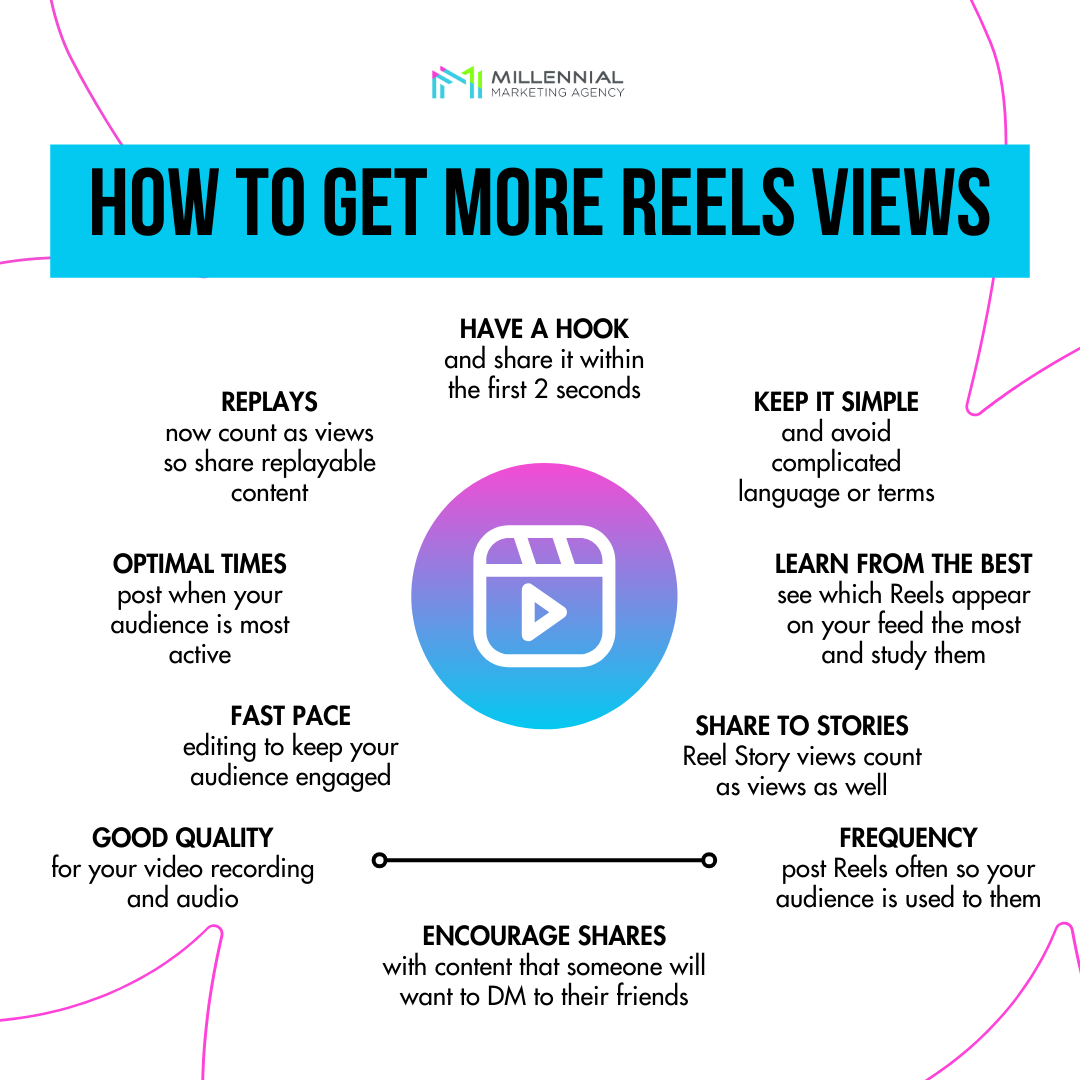 MILLENNIAL
MARKETING AGENCY
HOW TO GET MORE REELS VIEWS
HAVE A HOOK
and share it within
the first 2 seconds
REPLAYS
now count as views
so share replayable
content
KEEP IT SIMPLE
and avoid
complicated
language or terms
OPTIMAL TIMES
post when your
audience is most
active
LEARN FROM THE BEST
see which Reels appear
on your feed the most
and study them
FAST PACE
editing to keep your
audience engaged
SHARE TO STORIES
Reel Story views count
as views as well
GOOD QUALITY
for your video recording
and audio
FREQUENCY
post Reels often so your
audience is used to them
ENCOURAGE SHARES
with content that someone will
want to DM to their friends